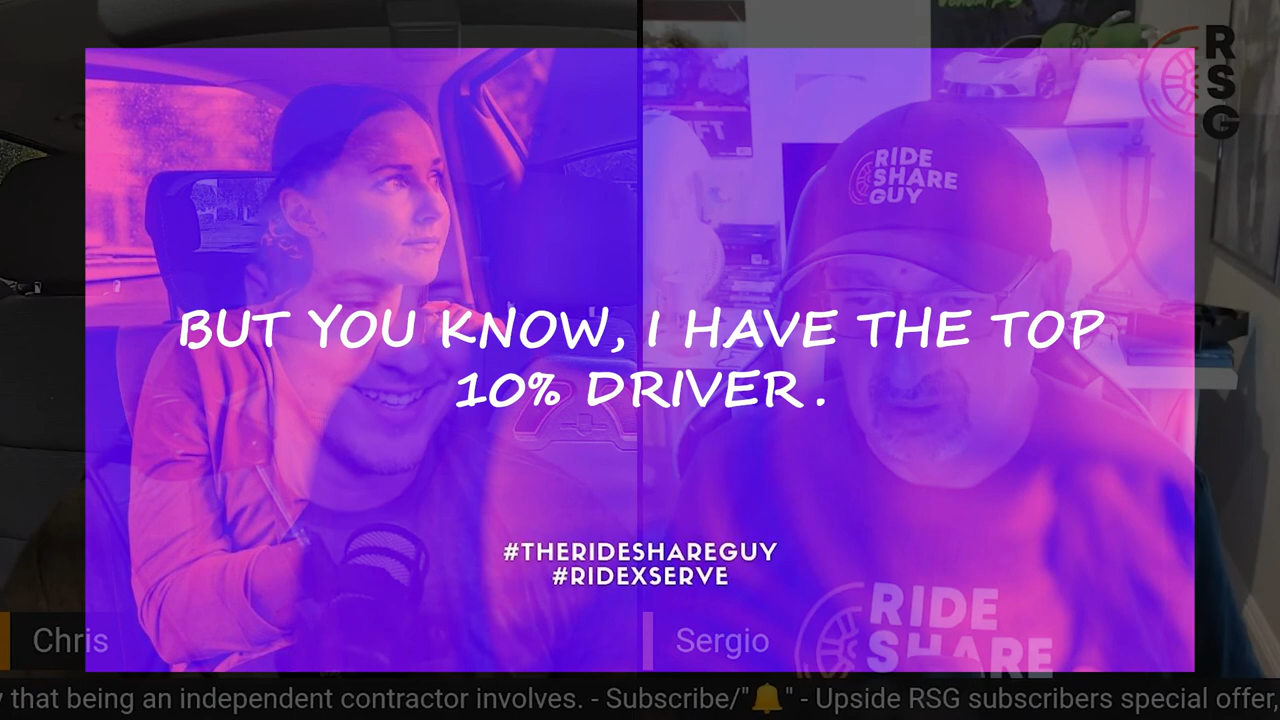 R
S
G
RIDE
SHARE
GUY
BUT YOU KNOW, I HAVE THE TOP
10% DRIVER.
#THERIDESHAREGUY
#RIDEXSERVE
RIDE
SHARE
Chris
Sergio
that being an independent contractor involves. - Subscribe/"🔔" - Upside RSG subscribers special offer,